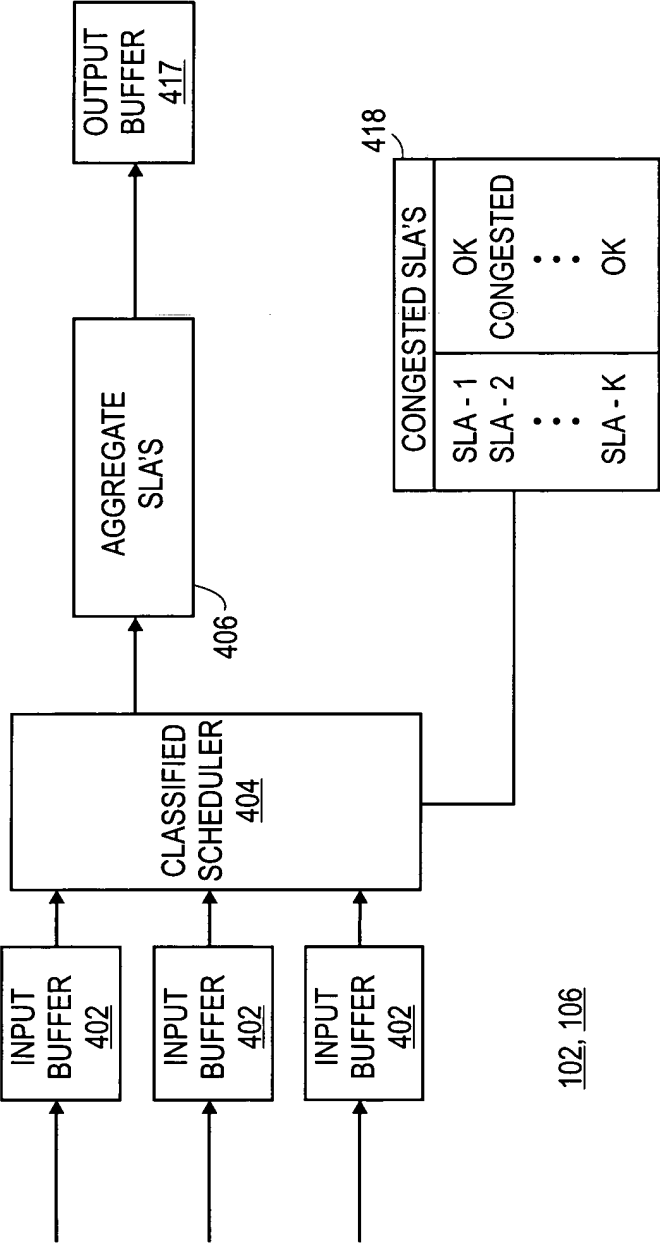 INPUT
BUFFER
402
INPUT
BUFFER
402
INPUT
BUFFER
402
CLASSIFIED
SCHEDULER
404
AGGREGATE
SLA'S
406
OUTPUT
BUFFER
417
418
CONGESTED SLA'S
SLA - 1 OK
SLA - 2 CONGESTED
SLA - K OK
102, 106